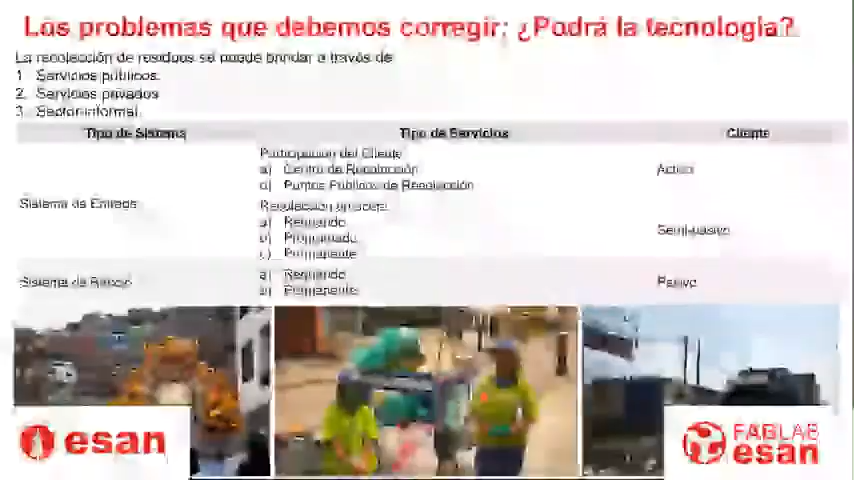 Los problemas que debemos corregir; ¿Podrá la tecnología?
La recolección de residuos se puede brindar a través de
1. Servicios públicos.
2. Servicios privados
3. Sector informal.
Tipo de Sistema Tipo de Servicios Cliente
Participación del Cliente
a) Centro de Recolección Activo
b) Puntos Públicos de Recolección
Sistema de Entrega
Recolección en
a) Requerido
b) Programado Semi-pasivo
c) Permanente
a) Requerido
Sistema de Pasivo
b) Permanente
esan
FABLAB
esan